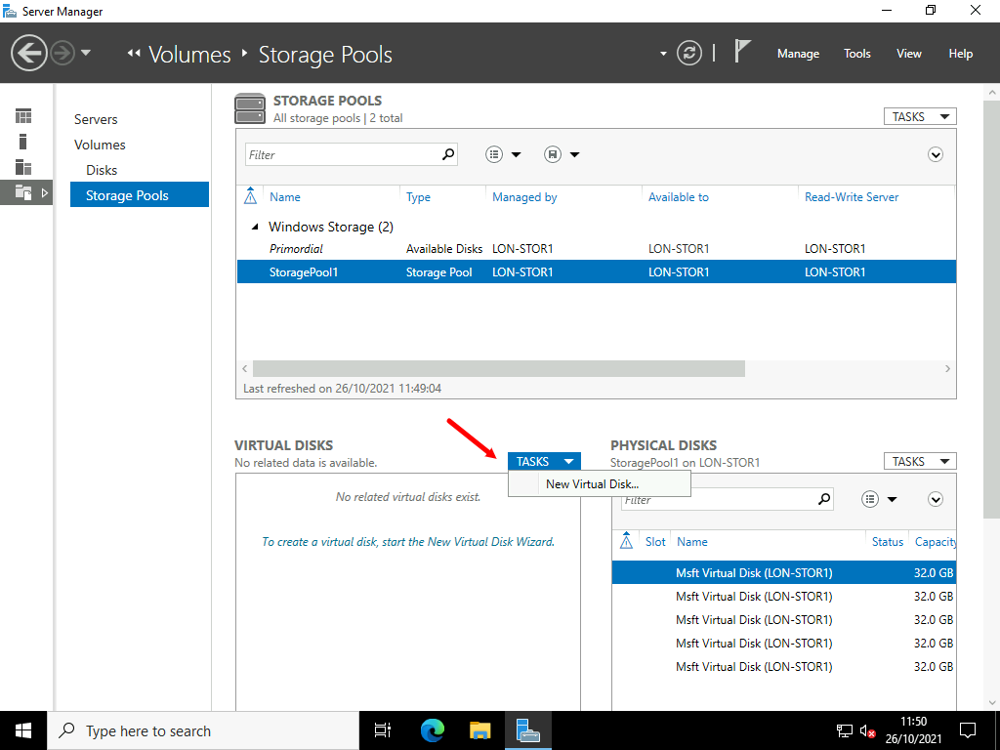 Server Manager
Volumes Storage Pools
Manage Tools View Help
Servers
Volumes
Disks
Storage Pools
STORAGE POOLS
All storage pools | 2 total
TASKS
Filter
Name Type Managed by Available to Read-Write Server
Windows Storage (2)
Primordial Available Disks LON-STOR1 LON-STOR1 LON-STOR1
StoragePool1 Storage Pool LON-STOR1 LON-STOR1 LON-STOR1
Last refreshed on 26/10/2021 11:49:04
VIRTUAL DISKS
No related data is available.
TASKS
New Virtual Disk...
No related virtual disks exist.
To create a virtual disk, start the New Virtual Disk Wizard.
PHYSICAL DISKS
StoragePool1 on LON-STOR1
TASKS
Filter
Slot Name Status Capacity
Msft Virtual Disk (LON-STOR1) 32.0 GB
Msft Virtual Disk (LON-STOR1) 32.0 GB
Msft Virtual Disk (LON-STOR1) 32.0 GB
Msft Virtual Disk (LON-STOR1) 32.0 GB
Msft Virtual Disk (LON-STOR1) 32.0 GB
Type here to search
11:50
26/10/2021